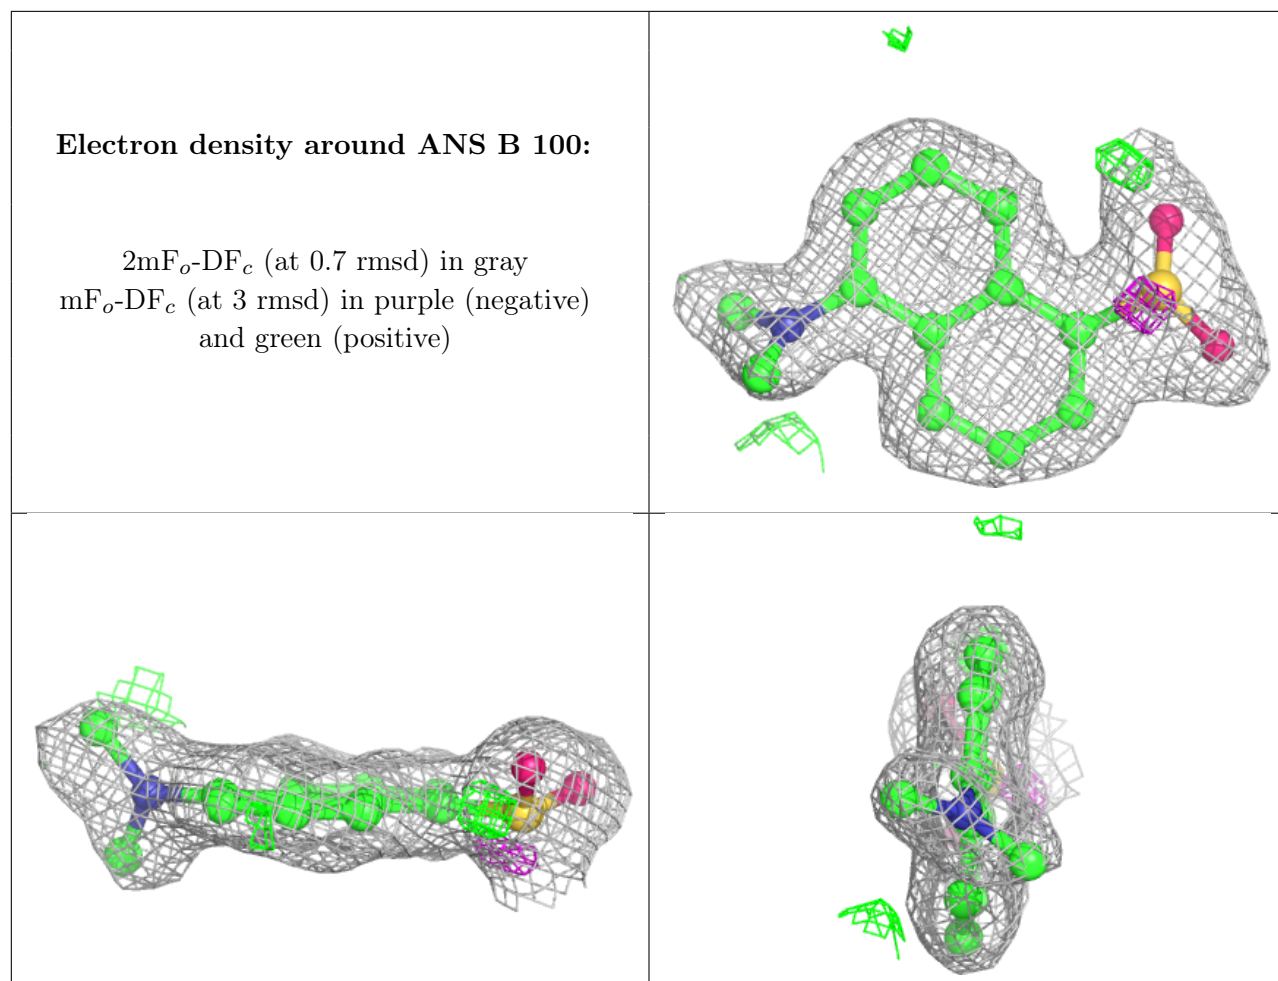 Electron density around ANS B 100:
2mFo-DFc (at 0.7 rmsd) in gray
mFo-DFc (at 3 rmsd) in purple (negative)
and green (positive)